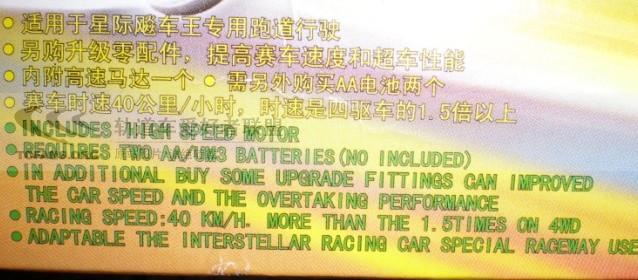 ● 适用于星际飚车王专用跑道行驶
● 另购升级零配件，提高赛车速度和超车性能
● 内附高速马达一个 ● 需另外购买AA电池两个
● 赛车时速40公里/小时，时速是四驱车的1.5倍以上
● INCLUDES HIGH SPEED MOTOR
● REQUIRES TWO AA/UM3 BATTERIES(NO INCLUDED)
● IN ADDITIONAL BUY SOME UPGRADE FITTINGS CAN IMPROVED
THE CAR SPEED AND THE OVERTAKING PERFORMANCE
● RACING SPEED:40 KM/H. MORE THAN THE 1.5TIMES ON 4WD
● ADAPTABLE THE INTERSTELLAR RACING CAR SPECIAL RACEWAY USE